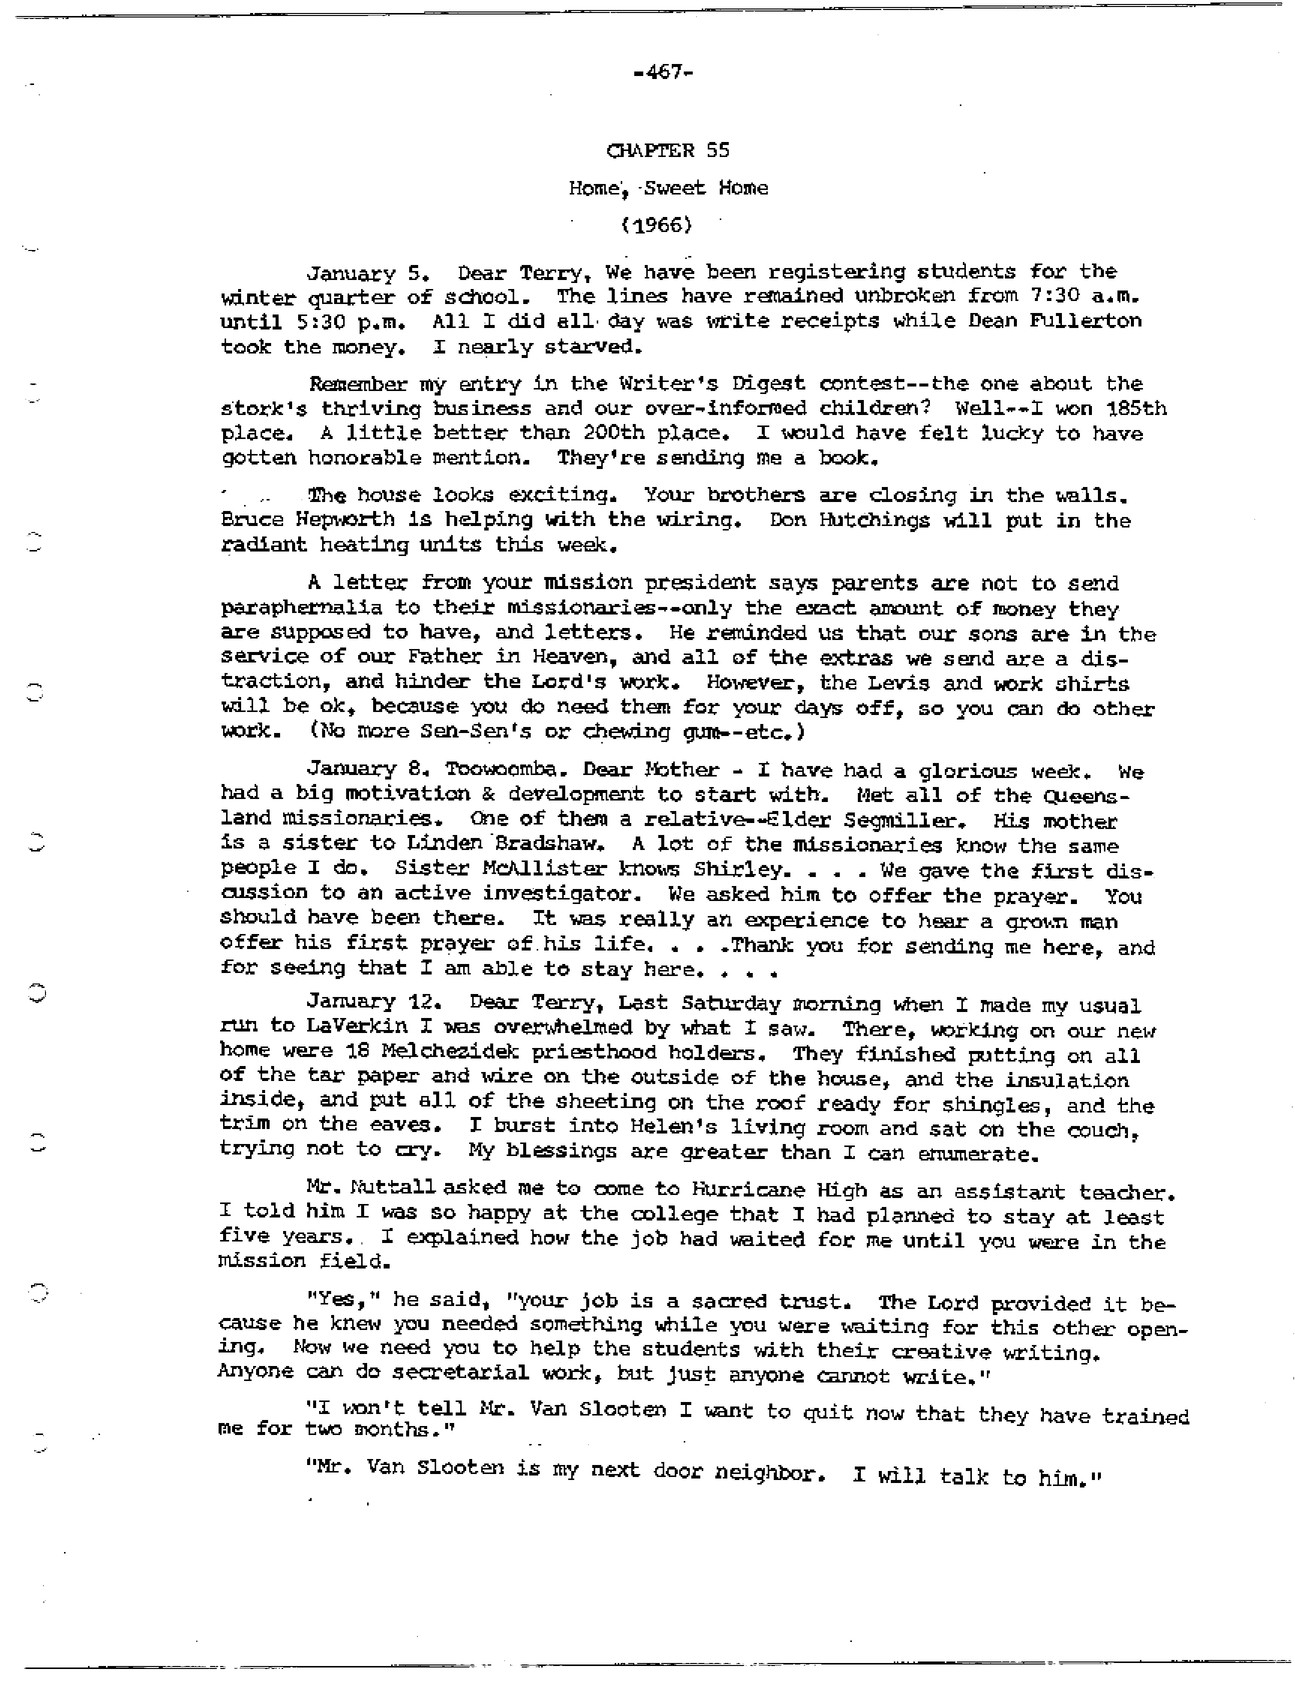 -467-
CHAPTER 55
Home, Sweet Home
(1966)
January 5. Dear Terry, We have been registering students for the
winter quarter of school. The lines have remained unbroken from 7:30 a.m.
until 5:30 p.m. All I did all day was write receipts while Dean Fullerton
took the money. I nearly starved.
Remember my entry in the Writer's Digest contest--the one about the
stork's thriving business and our over-informed children? Well--I won 185th
place. A little better than 200th place. I would have felt lucky to have
gotten honorable mention. They're sending me a book.
The house looks exciting. Your brothers are closing in the walls.
Bruce Hepworth is helping with the wiring. Don Hutchings will put in the
radiant heating units this week.
A letter from your mission president says parents are not to send
paraphernalia to their missionaries--only the exact amount of money they
are supposed to have, and letters. He reminded us that our sons are in the
service of our Father in Heaven, and all of the extras we send are a dis-
traction, and hinder the Lord's work. However, the Levis and work shirts
will be ok, because you do need them for your days off, so you can do other
work. (No more Sen-Sen's or chewing gum--etc.)
January 8. Toowoomba. Dear Mother - I have had a glorious week. We
had a big motivation & development to start with. Met all of the Queens-
land missionaries. One of them a relative--Elder Segmiller. His mother
is a sister to Linden Bradshaw. A lot of the missionaries know the same
people I do. Sister McAllister knows Shirley. . . . We gave the first dis-
cussion to an active investigator. We asked him to offer the prayer. You
should have been there. It was really an experience to hear a grown man
offer his first prayer of his life. . . .Thank you for sending me here, and
for seeing that I am able to stay here. . . .
January 12. Dear Terry, Last Saturday morning when I made my usual
run to LaVerkin I was overwhelmed by what I saw. There, working on our new
home were 18 Melchezidek priesthood holders. They finished putting on all
of the tar paper and wire on the outside of the house, and the insulation
inside, and put all of the sheeting on the roof ready for shingles, and the
trim on the eaves. I burst into Helen's living room and sat on the couch,
trying not to cry. My blessings are greater than I can enumerate.
Mr. Nuttall asked me to come to Hurricane High as an assistant teacher.
I told him I was so happy at the college that I had planned to stay at least
five years. I explained how the job had waited for me until you were in the
mission field.
"Yes," he said, "your job is a sacred trust. The Lord provided it be-
cause he knew you needed something while you were waiting for this other open-
ing. Now we need you to help the students with their creative writing.
Anyone can do secretarial work, but just anyone cannot write."
"I won't tell Mr. Van Slooten I want to quit now that they have trained
me for two months."
"Mr. Van Slooten is my next door neighbor. I will talk to him."